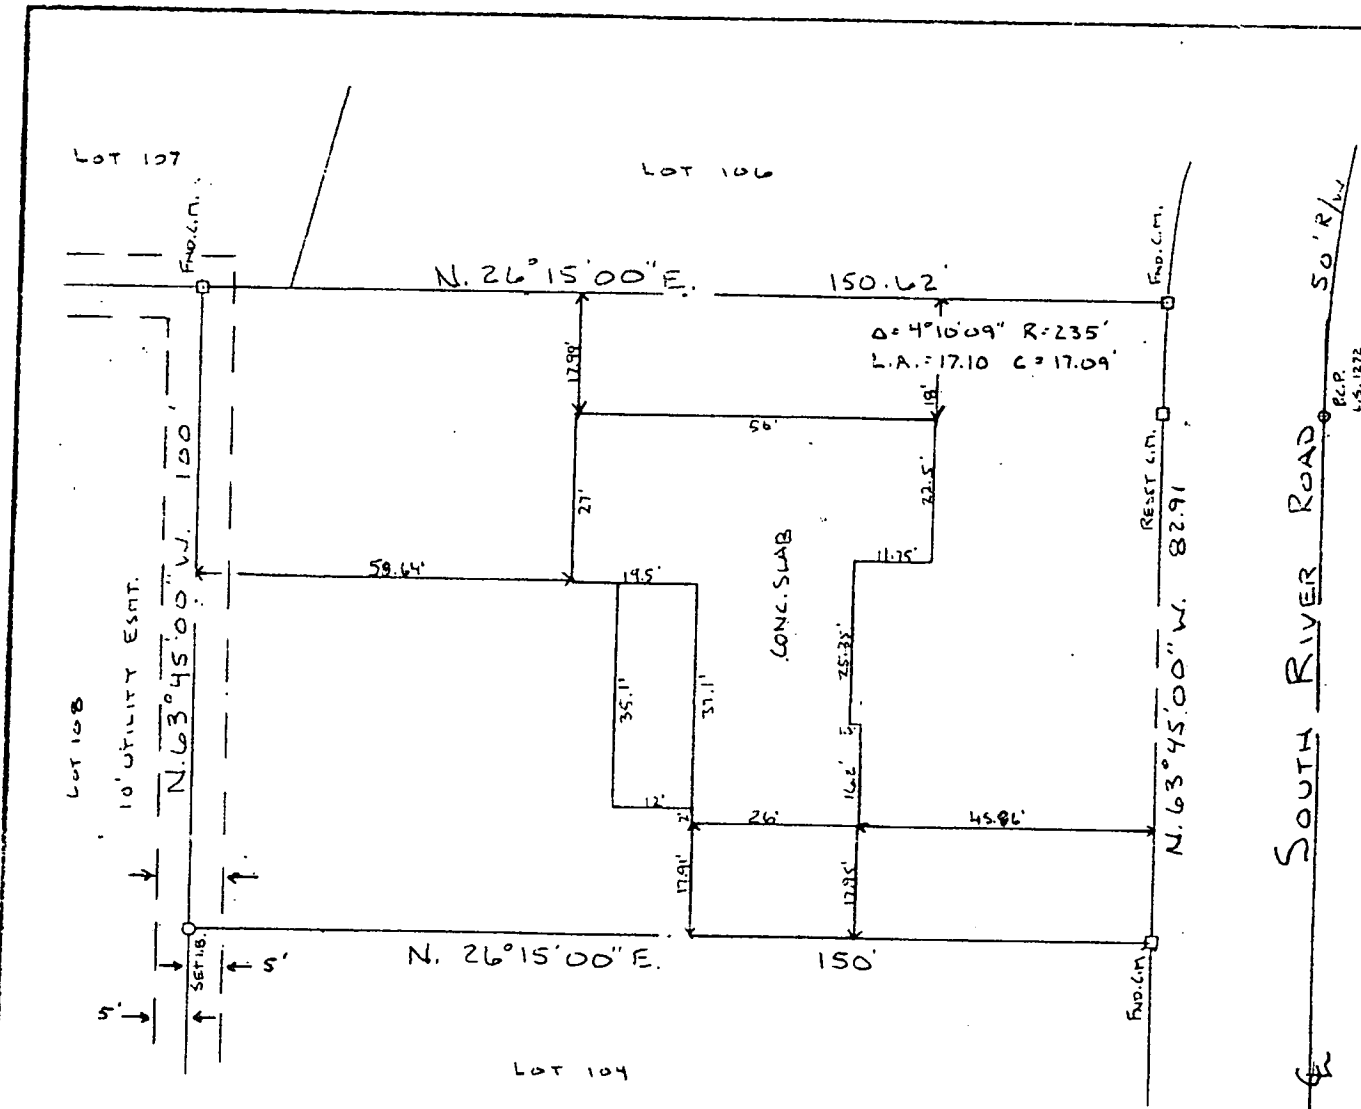 LOT 107
LOT 106
FND.C.M.
FND.C.M.
50' R/W
N. 26°15'00"E.
150.62'
Δ=4°10'09" R=235'
L.A.=17.10 C=17.09'
17.99'
18'
P.C.P.
L.S. 1272
56'
RESET C.M.
N. 63°45'00" W. 100'
27'
22.5'
N. 63°45'00" W. 82.91
SOUTH RIVER ROAD
11.75'
CONC. SLAB
59.64'
19.5'
10' UTILITY ESMT.
LOT 108
35.1'
37.1'
25.35'
16.2'
12'
2'
26'
45.86'
17.91'
17.95'
SET I.B.
N. 26°15'00"E.
150'
FND.C.M.
5'
5'
LOT 104